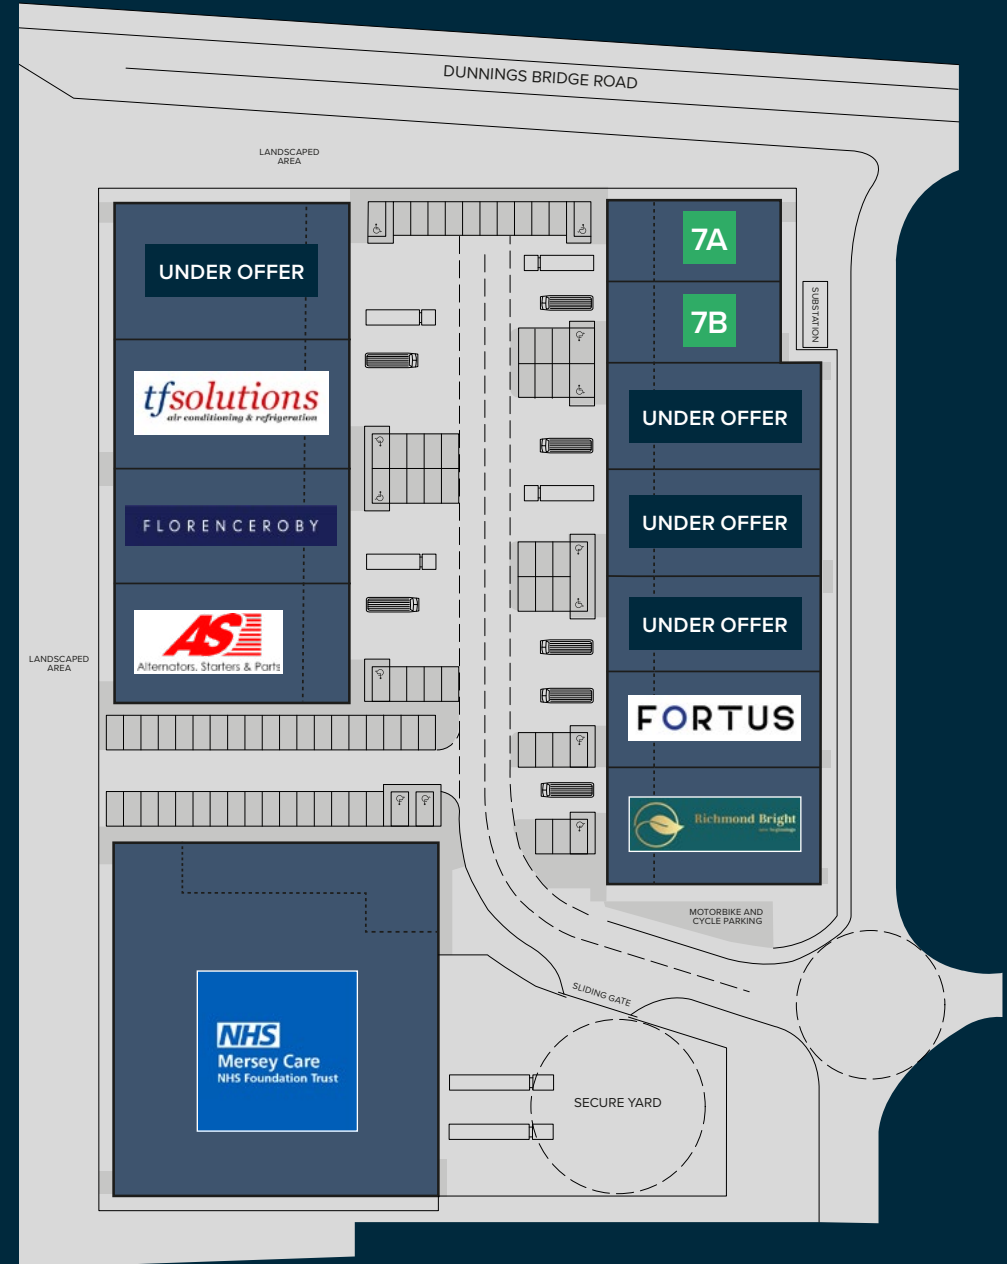 DUNNINGS BRIDGE ROAD
LANDSCAPED
AREA
UNDER OFFER
tfsolutions
air conditioning & refrigeration
FLORENCEROBY
AS
Alternators, Starters & Parts
LANDSCAPED
AREA
7A
7B
SUBSTATION
UNDER OFFER
UNDER OFFER
UNDER OFFER
FORTUS
Richmond Bright
new beginnings
MOTORBIKE AND
CYCLE PARKING
SLIDING GATE
NHS
Mersey Care
NHS Foundation Trust
SECURE YARD